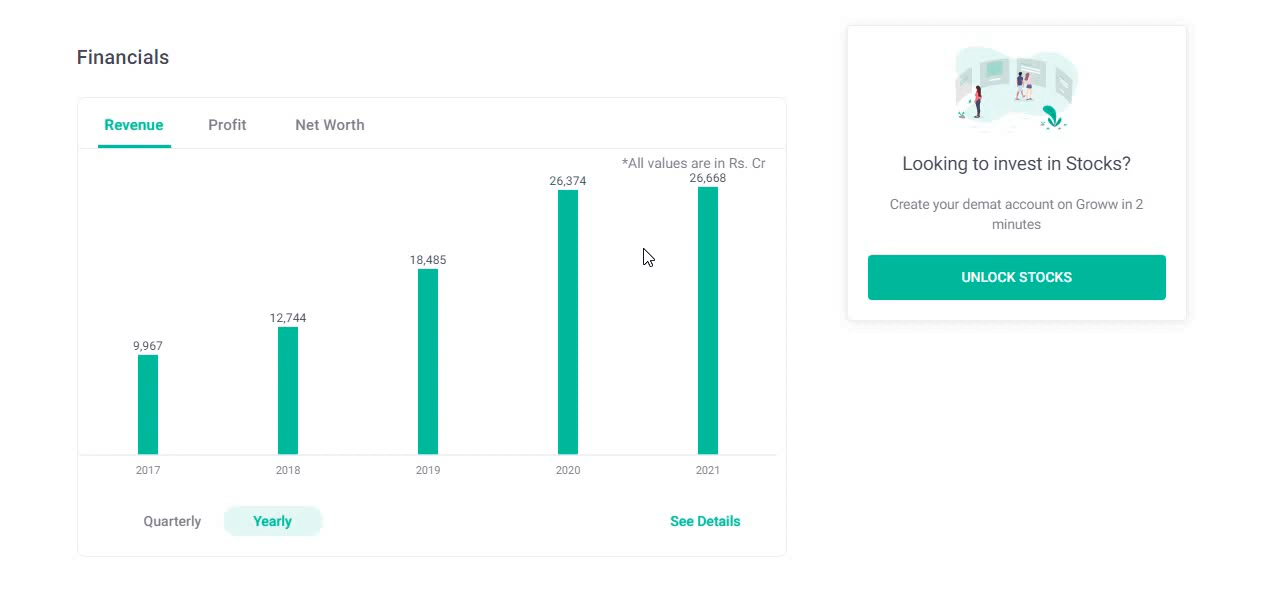 Financials
Revenue Profit Net Worth
*All values are in Rs. Cr
9,967
12,744
18,485
26,374
26,668
2017 2018 2019 2020 2021
Quarterly Yearly See Details
Looking to invest in Stocks?
Create your demat account on Groww in 2
minutes
UNLOCK STOCKS